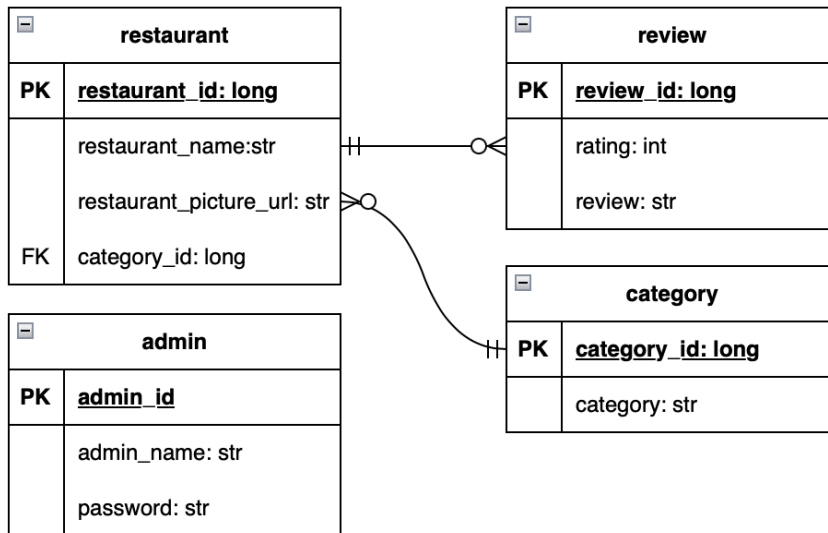 restaurant
PK restaurant_id: long
restaurant_name:str
restaurant_picture_url: str
FK category_id: long
review
PK review_id: long
rating: int
review: str
category
PK category_id: long
category: str
admin
PK admin_id
admin_name: str
password: str